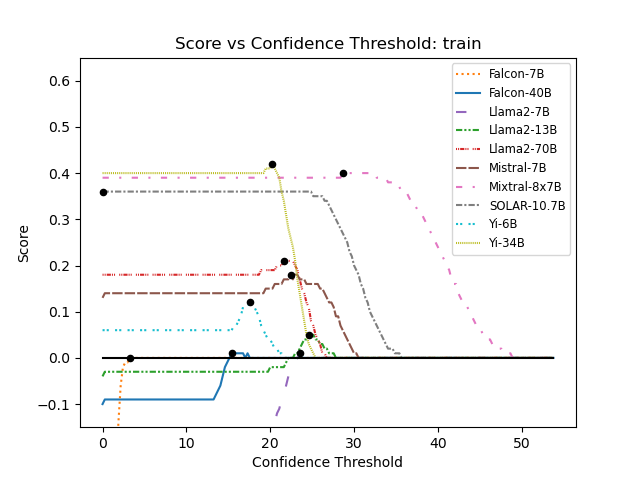 Score vs Confidence Threshold: train
Score
0.6
0.5
0.4
0.3
0.2
0.1
0.0
−0.1
Falcon-7B
Falcon-40B
Llama2-7B
Llama2-13B
Llama2-70B
Mistral-7B
Mixtral-8x7B
SOLAR-10.7B
Yi-6B
Yi-34B
0 10 20 30 40 50
Confidence Threshold